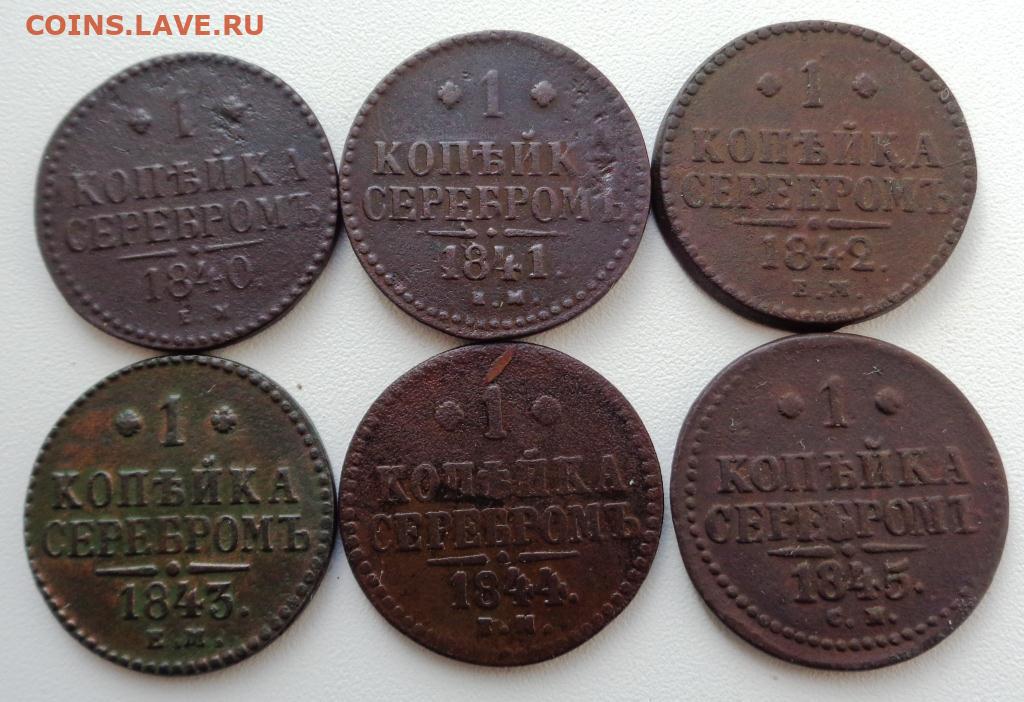 COINS.LAVE.RU
1
КОПѢЙКА
СЕРЕБРОМЪ
1840
Е М
1
КОПѢЙК
СЕРЕБРОМЪ
1841.
Е.М.
1
КОПѢЙКА
СЕРЕБРОМЪ
1842.
Е.М.
1
КОПѢЙКА
СЕРЕБРОМЪ
1843.
Е.М.
1
КОПѢЙКА
СЕРЕБРОМЪ
1844.
Е.М.
1
КОПѢЙКА
СЕРЕБРОМЪ
1845.
С.М.